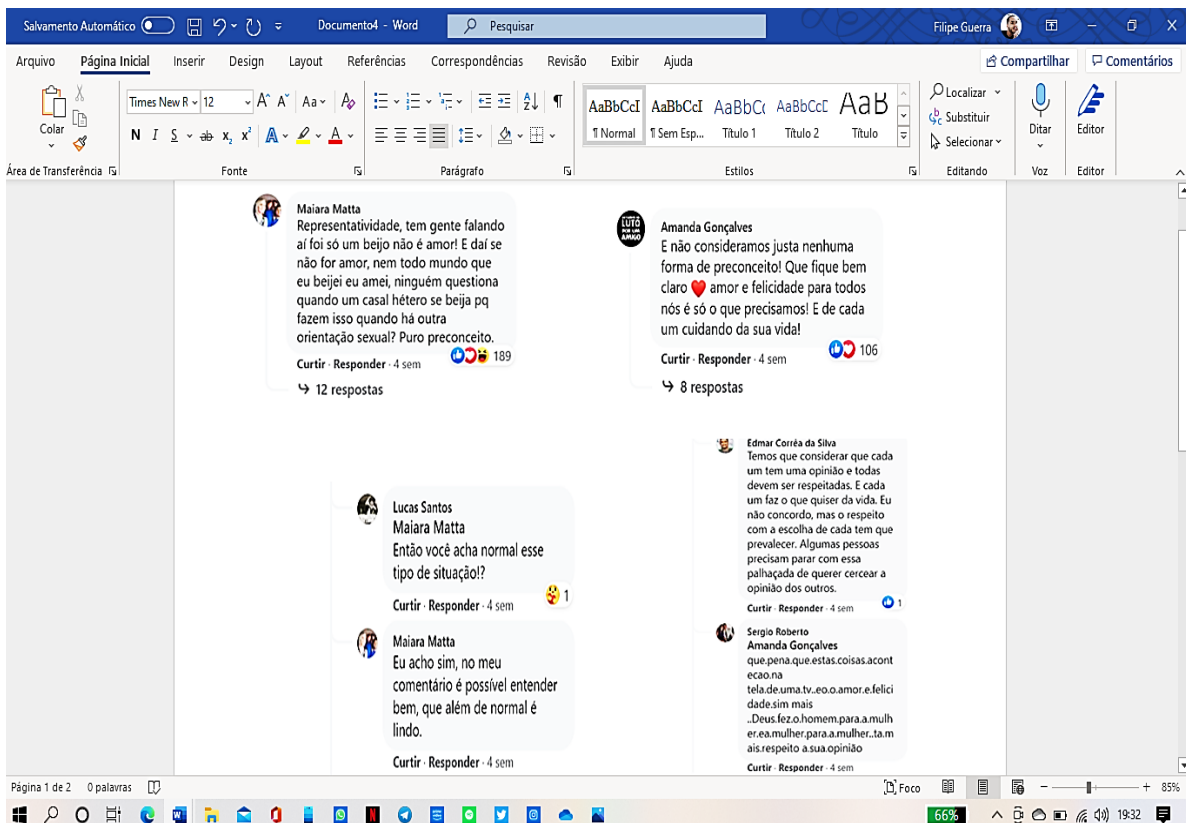 Salvamento Automático
Documento4 - Word
Pesquisar
Filipe Guerra
Arquivo
Página Inicial
Inserir
Design
Layout
Referências
Correspondências
Revisão
Exibir
Ajuda
Compartilhar
Comentários
Colar
Times New R
12
Aa
N I S ab x₂ x²
AaBbCcI
AaBbCcI
AaBbCc
AaBbCcD
AaB
¶ Normal
¶ Sem Esp...
Título 1
Título 2
Título
Localizar
Substituir
Selecionar
Ditar
Editor
Área de Transferência
Fonte
Parágrafo
Estilos
Editando
Voz
Editor
Maiara Matta
Representatividade, tem gente falando
aí foi só um beijo não é amor! E daí se
não for amor, nem todo mundo que
eu beijei eu amei, ninguém questiona
quando um casal hétero se beija pq
fazem isso quando há outra
orientação sexual? Puro preconceito.
Curtir · Responder · 4 sem
189
12 respostas
LUTO
POR UM
AMIGO
Amanda Gonçalves
E não consideramos justa nenhuma
forma de preconceito! Que fique bem
claro ❤️ amor e felicidade para todos
nós é só o que precisamos! E de cada
um cuidando da sua vida!
Curtir · Responder · 4 sem
106
8 respostas
Lucas Santos
Maiara Matta
Então você acha normal esse
tipo de situação!?
Curtir · Responder · 4 sem
1
Maiara Matta
Eu acho sim, no meu
comentário é possível entender
bem, que além de normal é
lindo.
Curtir · Responder · 4 sem
Edmar Corrêa da Silva
Temos que considerar que cada
um tem uma opinião e todas
devem ser respeitadas. E cada
um faz o que quiser da vida. Eu
não concordo, mas o respeito
com a escolha de cada tem que
prevalecer. Algumas pessoas
precisam parar com essa
palhaçada de querer cercear a
opinião dos outros.
Curtir · Responder · 4 sem
1
Sergio Roberto
Amanda Gonçalves
que.pena.que.estas.coisas.acont
ecao.na
tela.de.uma.tv..eo.o.amor.e.felici
dade.sim mais
..Deus.fez.o.homem.para.a.mulh
er.ea.mulher.para.a.mulher..ta.m
ais.respeito a.sua.opinião
Curtir · Responder · 4 sem
Página 1 de 2
0 palavras
Foco
85%
66%
19:32